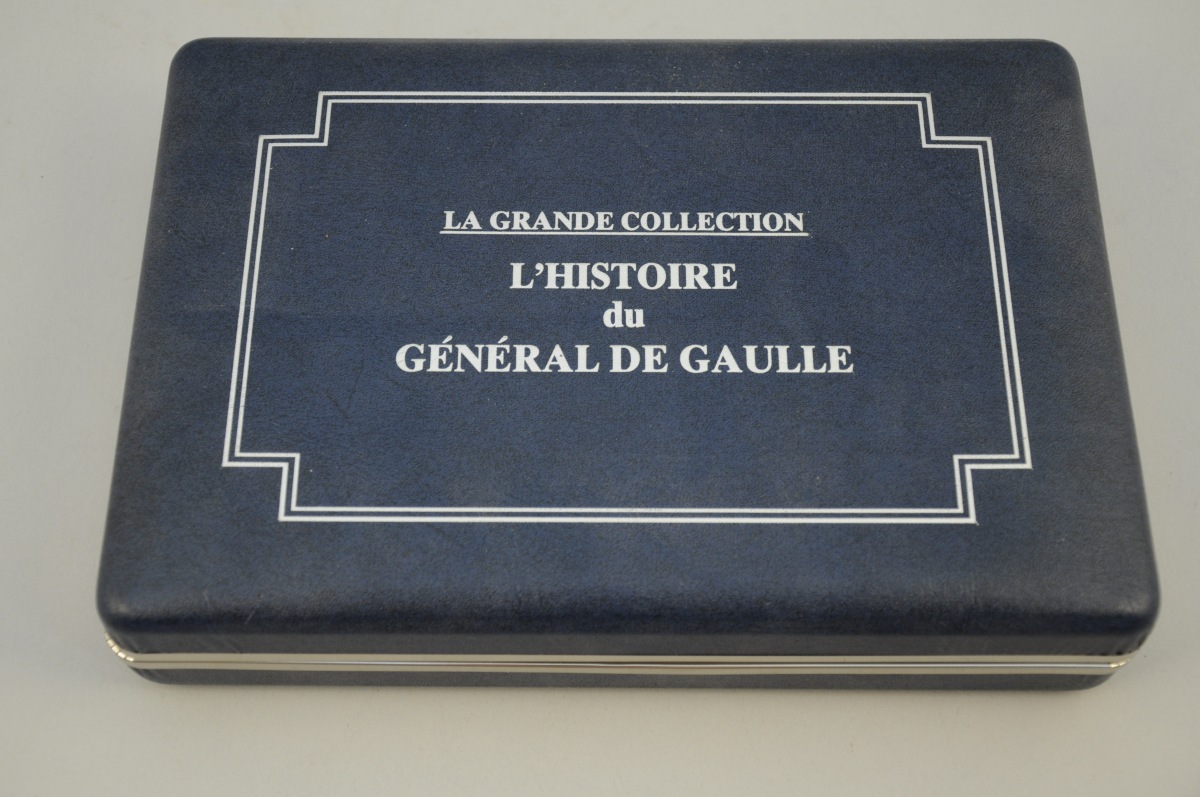 LA GRANDE COLLECTION
L'HISTOIRE
du
GÉNÉRAL DE GAULLE